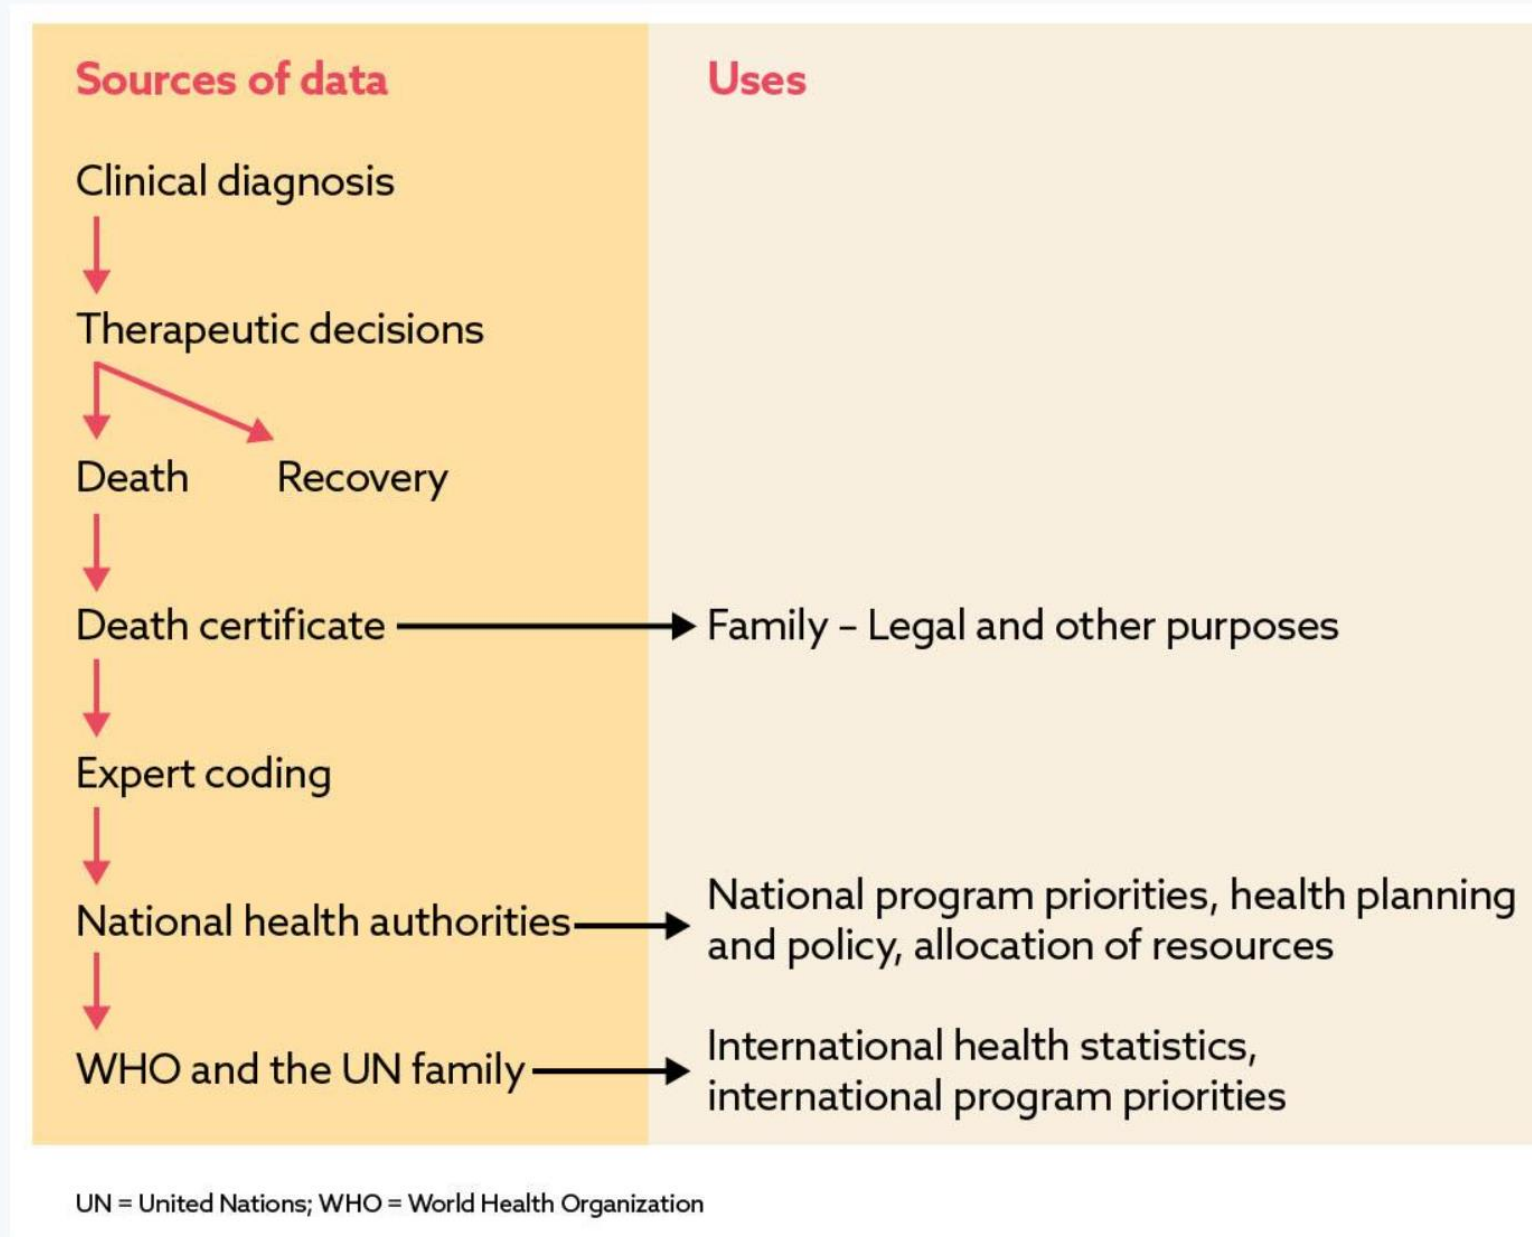 Sources of data
Uses
Clinical diagnosis
Therapeutic decisions
Death
Recovery
Death certificate
Family – Legal and other purposes
Expert coding
National health authorities
National program priorities, health planning
and policy, allocation of resources
WHO and the UN family
International health statistics,
international program priorities
UN = United Nations; WHO = World Health Organization